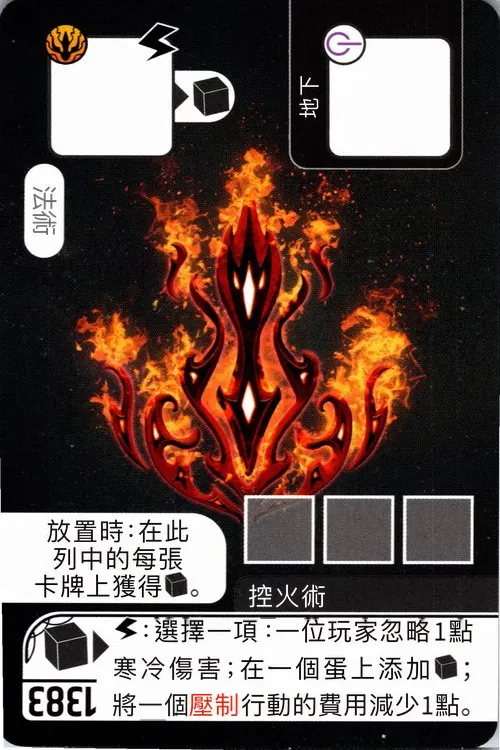 地下
法術
放置時:在此
列中的每張
卡牌上獲得。
控火術
:選擇一項:一位玩家忽略1點
寒冷傷害;在一個蛋上添加;
1383
將一個壓制行動的費用減少1點。